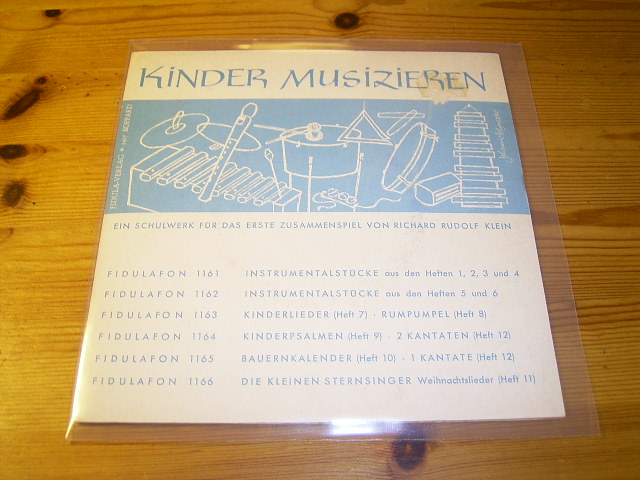 KINDER MUSIZIEREN
FIDULA-VERLAG BOPPARD
EIN SCHULWERK FÜR DAS ERSTE ZUSAMMENSPIEL VON RICHARD RUDOLF KLEIN
FIDULAFON 1161 INSTRUMENTALSTÜCKE aus den Heften 1, 2, 3 und 4
FIDULAFON 1162 INSTRUMENTALSTÜCKE aus den Heften 5 und 6
FIDULAFON 1163 KINDERLIEDER (Heft 7) · RUMPUMPEL (Heft 8)
FIDULAFON 1164 KINDERPSALMEN (Heft 9) · 2 KANTATEN (Heft 12)
FIDULAFON 1165 BAUERNKALENDER (Heft 10) · 1 KANTATE (Heft 12)
FIDULAFON 1166 DIE KLEINEN STERNSINGER Weihnachtslieder (Heft 11)